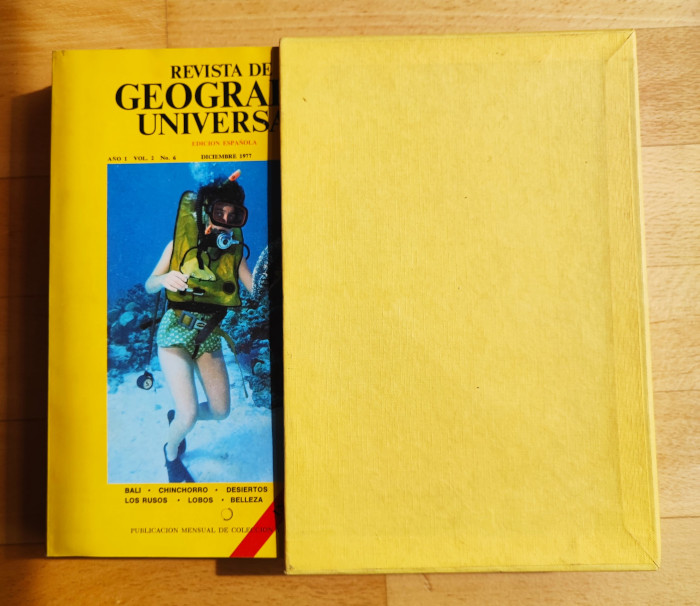 REVISTA DE
GEOGRAF
UNIVERSA
EDICION ESPAÑOLA
AÑO 1 VOL. 2 No. 6 DICIEMBRE 1977
BALI • CHINCHORRO • DESIERTOS
LOS RUSOS • LOBOS • BELLEZA
PUBLICACION MENSUAL DE COLECCION